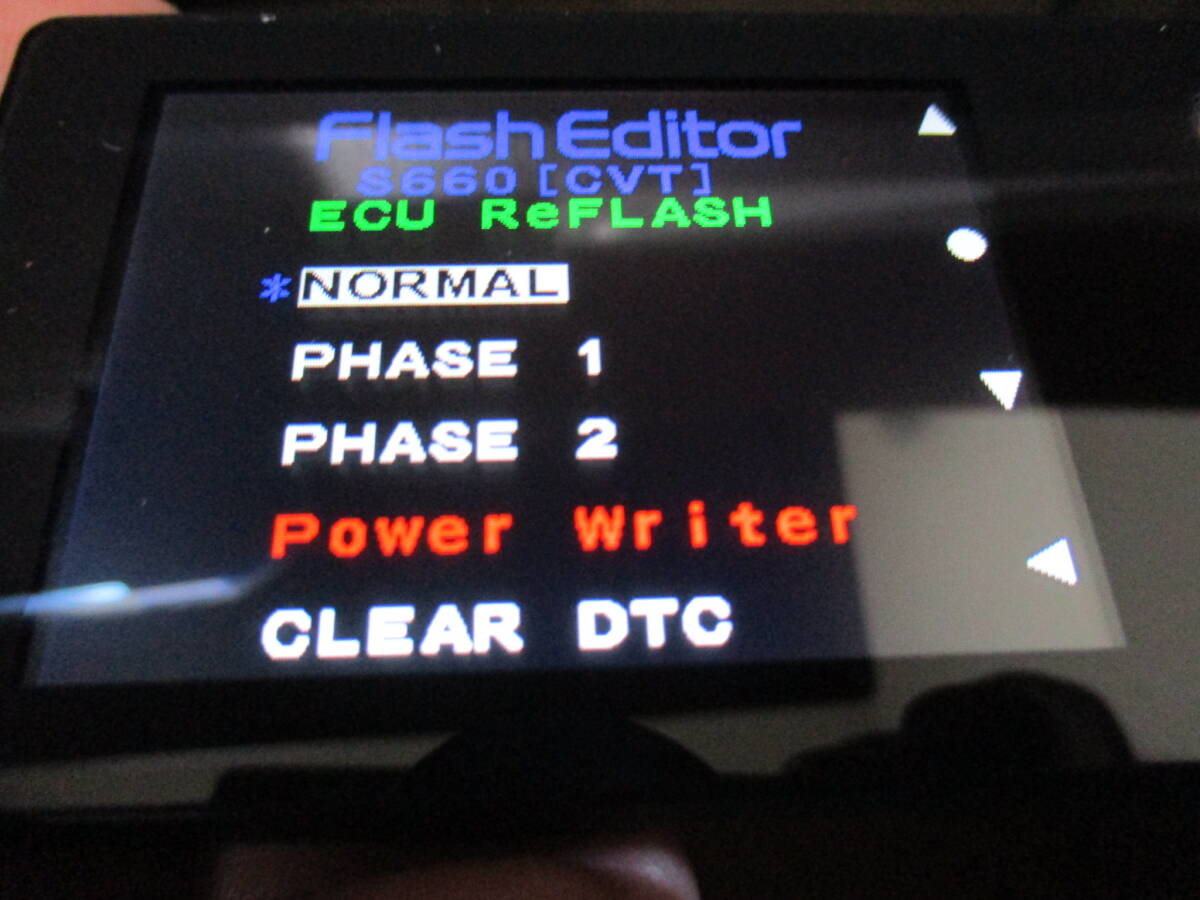 Flash Editor
S660[CVT]
ECU ReFLASH
*NORMAL
PHASE 1
PHASE 2
Power Writer
CLEAR DTC